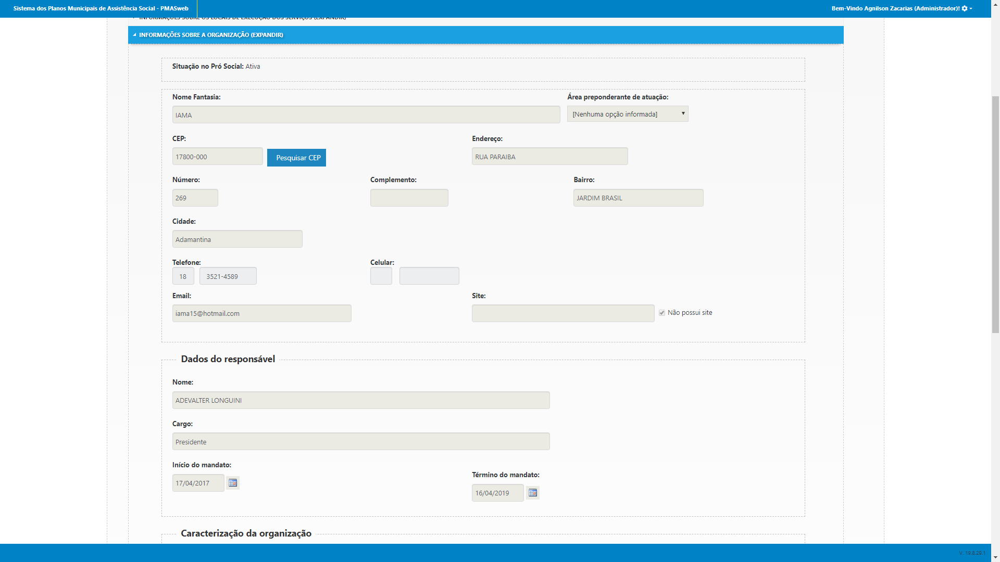 Sistema dos Planos Municipais de Assistência Social - PMASweb
Bem-Vindo Agnilson Zacarias (Administrador)!
INFORMAÇÕES SOBRE OS LOCAIS DE EXECUÇÃO DOS SERVIÇOS (EXPANDIR)
INFORMAÇÕES SOBRE A ORGANIZAÇÃO (EXPANDIR)
Situação no Pró Social: Ativa
Nome Fantasia:
Área preponderante de atuação:
IAMA
[Nenhuma opção informada]
CEP:
Endereço:
17800-000
Pesquisar CEP
RUA PARAIBA
Número:
Complemento:
Bairro:
269
JARDIM BRASIL
Cidade:
Adamantina
Telefone:
Celular:
18
3521-4589
Email:
Site:
iama15@hotmail.com
Não possui site
Dados do responsável
Nome:
ADEVALTER LONGUINI
Cargo:
Presidente
Início do mandato:
17/04/2017
Término do mandato:
16/04/2019
Caracterização da organização
V. 19.8.29.1